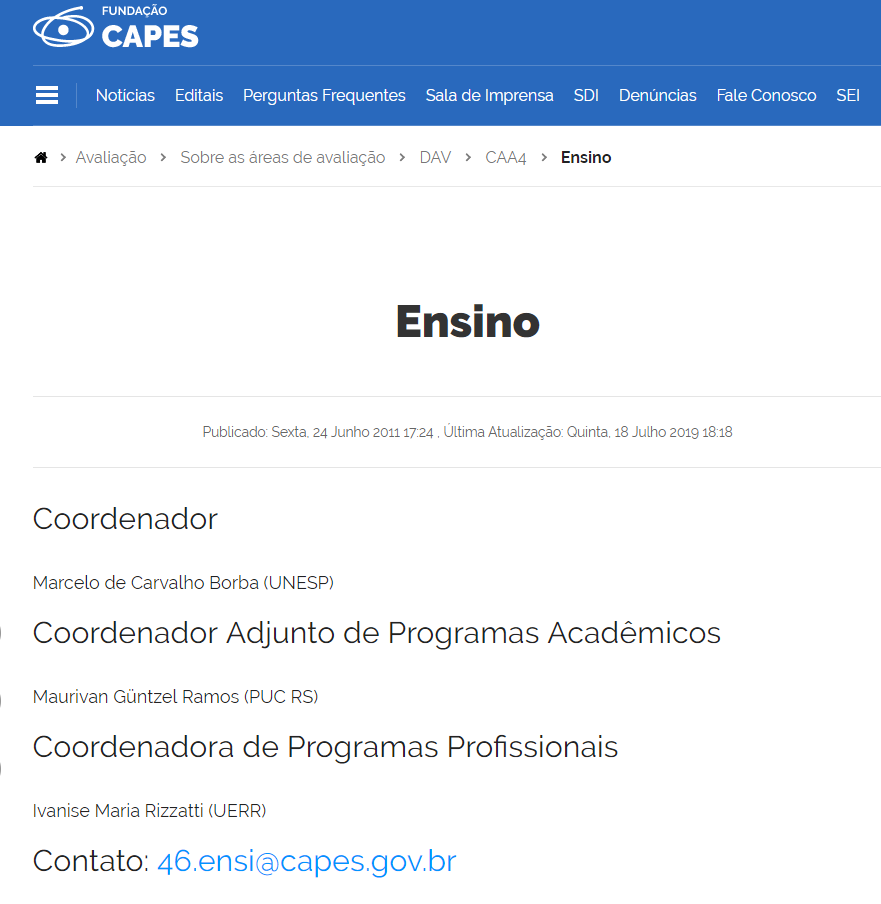 FUNDAÇÃO
CAPES
Notícias Editais Perguntas Frequentes Sala de Imprensa SDI Denúncias Fale Conosco SEI
Avaliação > Sobre as áreas de avaliação > DAV > CAA4 > Ensino
Ensino
Publicado: Sexta, 24 Junho 2011 17:24 , Última Atualização: Quinta, 18 Julho 2019 18:18
Coordenador
Marcelo de Carvalho Borba (UNESP)
Coordenador Adjunto de Programas Acadêmicos
Maurivan Güntzel Ramos (PUC RS)
Coordenadora de Programas Profissionais
Ivanise Maria Rizzatti (UERR)
Contato: 46.ensi@capes.gov.br